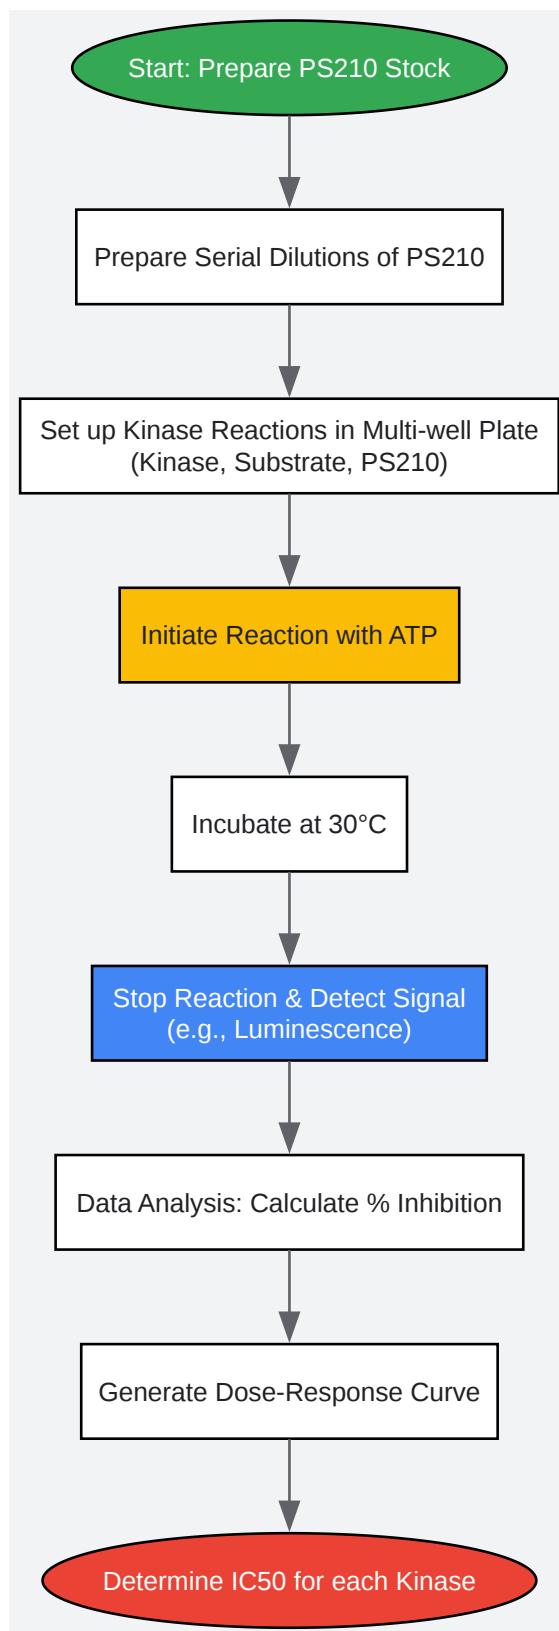 Start: Prepare PS210 Stock
Prepare Serial Dilutions of PS210
Set up Kinase Reactions in Multi-well Plate
(Kinase, Substrate, PS210)
Initiate Reaction with ATP
Incubate at 30°C
Stop Reaction & Detect Signal
(e.g., Luminescence)
Data Analysis: Calculate % Inhibition
Generate Dose-Response Curve
Determine IC50 for each Kinase